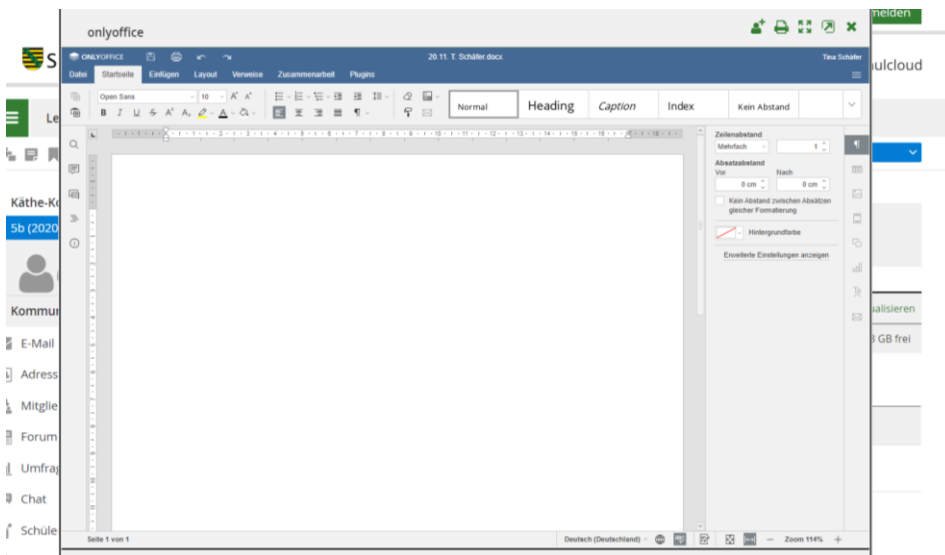 onlyoffice
melden
S
ulcloud
ONLYOFFICE
20.11. T. Schäfer.docx
Tina Schäfer
Datei Startseite Einfügen Layout Verweise Zusammenarbeit Plugins
Open Sans 10
Normal Heading Caption Index Kein Abstand
Le
Käthe-Ko
5b (2020
Kommun
E-Mail
Adress
Mitglie
Forum
Umfrag
Chat
Schüle
Zeilenabstand
Mehrfach 1
Absatzabstand
Vor Nach
0 cm 0 cm
Kein Abstand zwischen Absätzen
gleicher Formatierung
Hintergrundfarbe
Erweiterte Einstellungen anzeigen
ualisieren
GB frei
Seite 1 von 1
Deutsch (Deutschland)
Zoom 114%